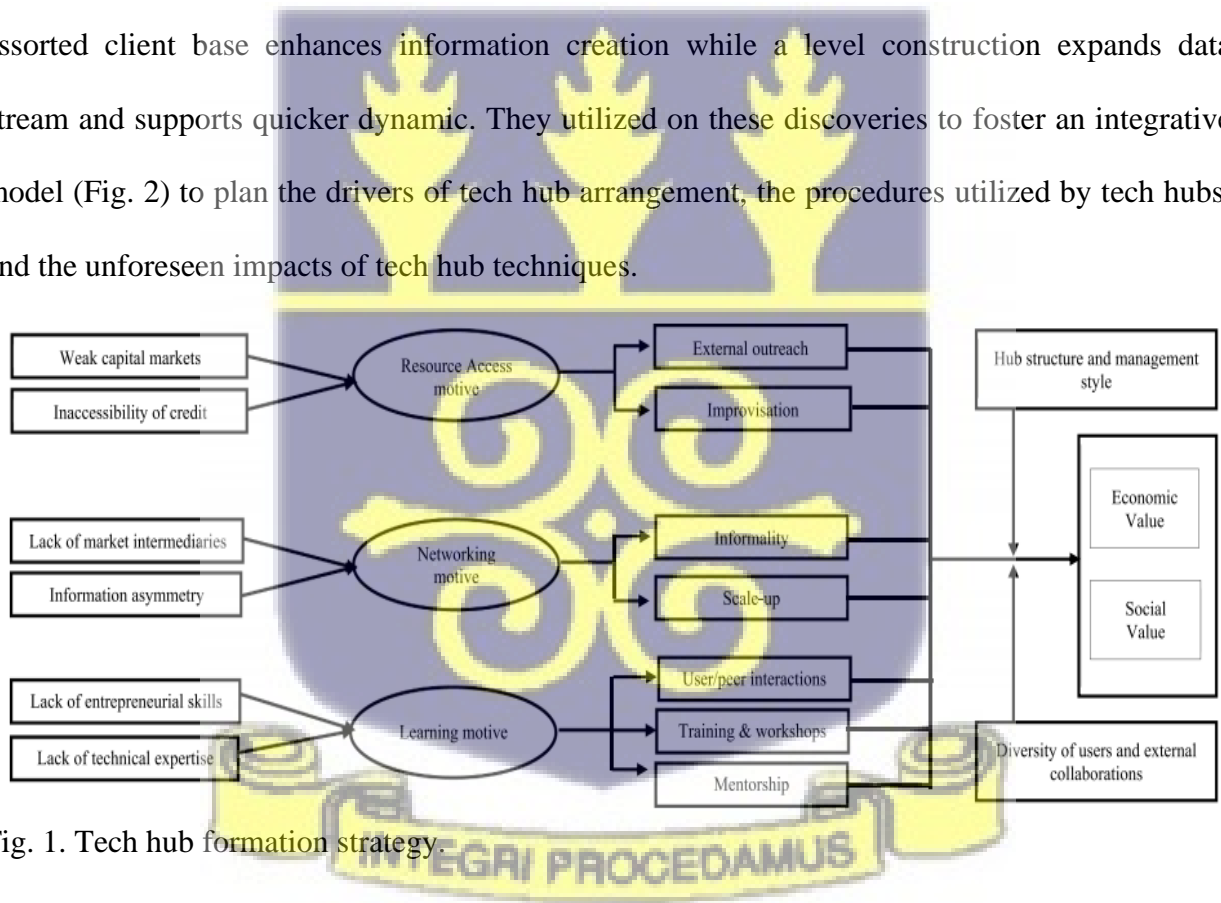 ssorted client base enhances information creation while a level construction expands data
tream and supports quicker dynamic. They utilized on these discoveries to foster an integrative
model (Fig. 2) to plan the drivers of tech hub arrangement, the procedures utilized by tech hubs
nd the unforeseen impacts of tech hub techniques.
Weak capital markets
Inaccessibility of credit
Resource Access
motive
External outreach
Improvisation
Hub structure and management
style
Lack of market intermediaries
Information asymmetry
Networking
motive
Informality
Scale-up
Economic
Value
Social
Value
Lack of entrepreneurial skills
Lack of technical expertise
Learning motive
User/peer interactions
Training & workshops
Mentorship
Diversity of users and external
collaborations
Fig. 1. Tech hub formation strategy.
INTEGRI PROCEDAMUS